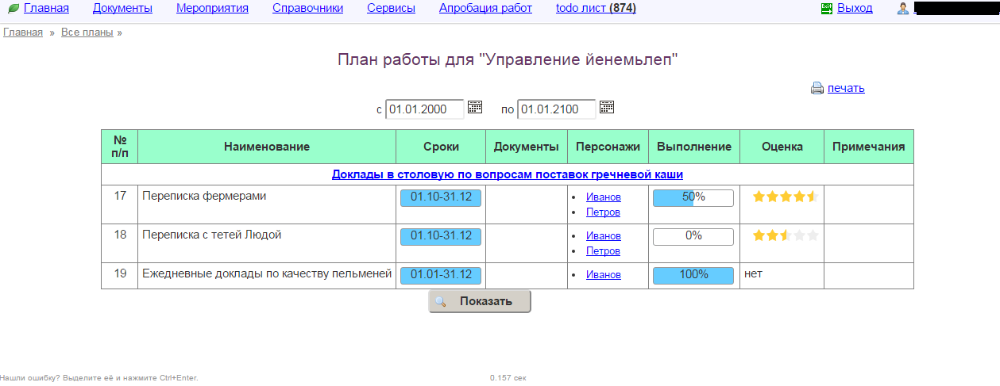 Главная Документы Мероприятия Справочники Сервисы Апробация работ todo лист (874) Exit Выход
Главная » Все планы »
План работы для "Управление йенемьлеп"
печать
с 01.01.2000 по 01.01.2100
№ п/п Наименование Сроки Документы Персонажи Выполнение Оценка Примечания
Доклады в столовую по вопросам поставок гречневой каши
17 Переписка фермерами 01.10-31.12 Иванов 50%
Петров
18 Переписка с тетей Людой 01.10-31.12 Иванов 0%
Петров
19 Ежедневные доклады по качеству пельменей 01.01-31.12 Иванов 100% нет
Показать
Нашли ошибку? Выделите её и нажмите Ctrl+Enter. 0.157 сек